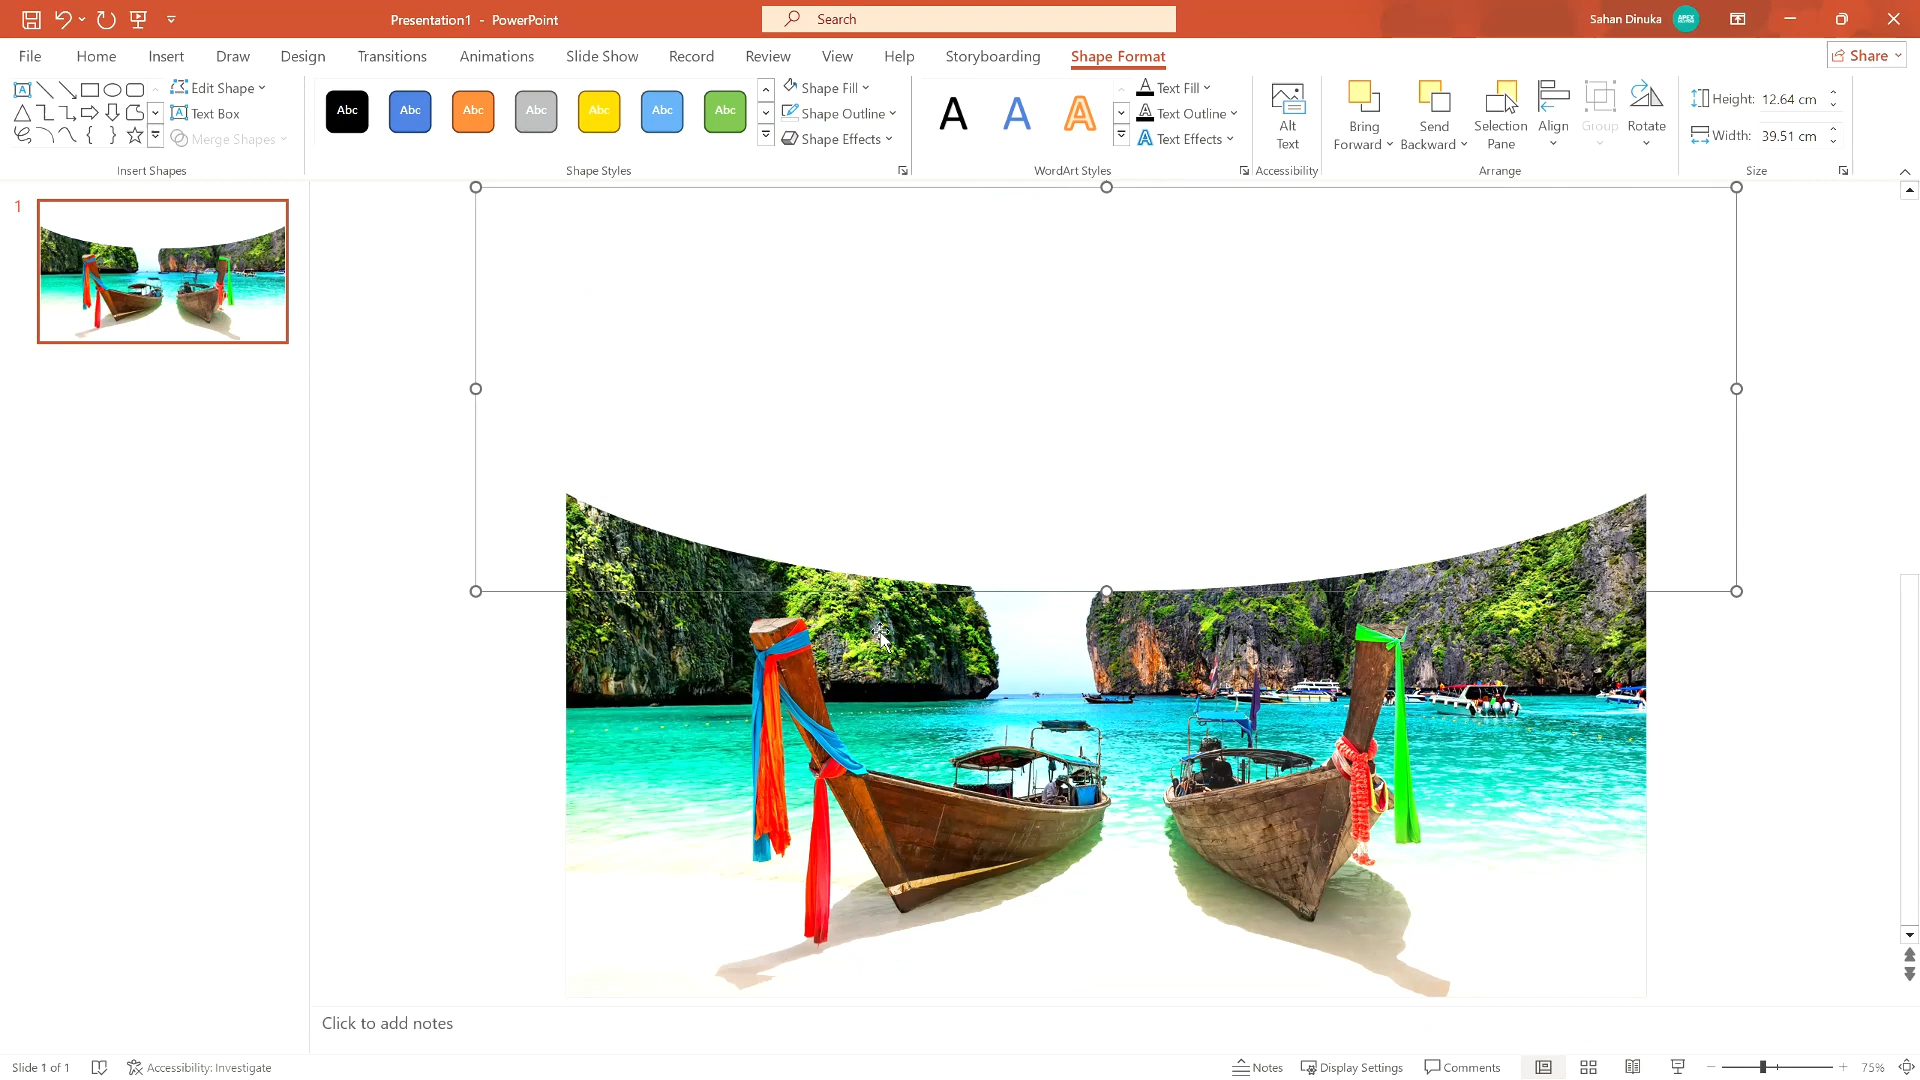 Presentation1 - PowerPoint
Search
Sahan Dinuka
File Home Insert Draw Design Transitions Animations Slide Show Record Review View Help Storyboarding Shape Format
Share
Edit Shape
Text Box
Merge Shapes
Insert Shapes
Abc Abc Abc Abc Abc Abc Abc
Shape Fill
Shape Outline
Shape Effects
Shape Styles
A A A
Text Fill
Text Outline
Text Effects
WordArt Styles
Alt
Text
Accessibility
Bring
Forward
Send
Backward
Selection
Pane
Align
Group
Rotate
Arrange
Height: 12.64 cm
Width: 39.51 cm
Size
1
Click to add notes
Slide 1 of 1
Accessibility: Investigate
Notes
Display Settings
Comments
75%